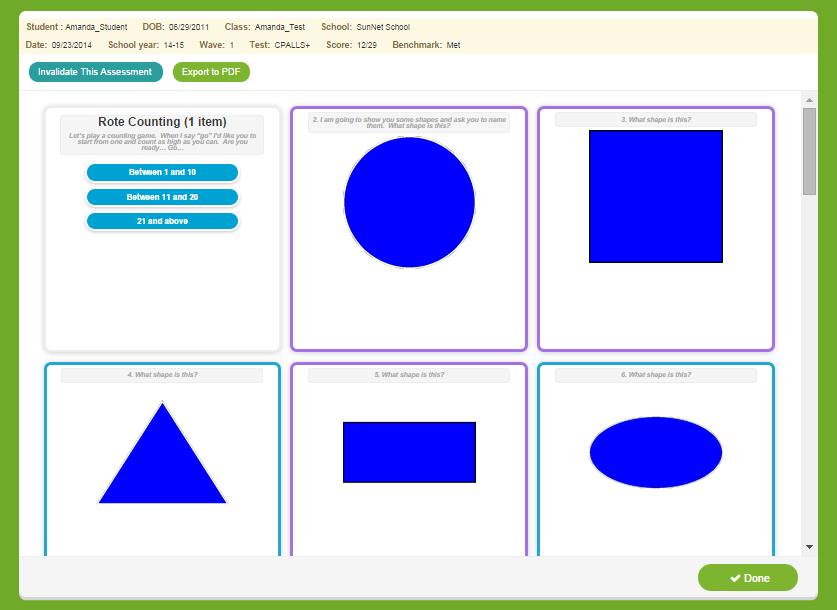 Student : Amanda_Student DOB: 06/29/2011 Class: Amanda_Test School: SunNet School
Date: 09/23/2014 School year: 14-15 Wave: 1 Test: CPALLS+ Score: 12/29 Benchmark: Met
Invalidate This Assessment Export to PDF
Rote Counting (1 item)
Let's play a counting game. When I say "go" I'd like you to
start from one and count as high as you can. Are you
ready... Go...
Between 1 and 10
Between 11 and 20
21 and above
2. I am going to show you some shapes and ask you to name
them. What shape is this?
3. What shape is this?
4. What shape is this?
5. What shape is this?
6. What shape is this?
Done